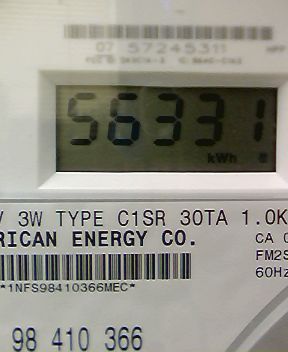 07 57245311
56331
kWh
V 3W TYPE C1SR 30TA 1.0K
RICAN ENERGY CO.
CA
FM2S
60Hz
*1NFS98410366MEC*
98 410 366